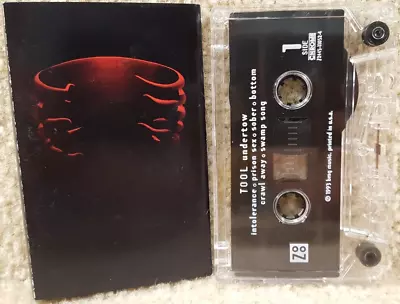 1 SIDE
CHROME
TOOL undertow
intolerance • prison sex • sober • bottom
crawl away • swamp song
© 1993 bmg music. printed in u.s.a.
ZOO